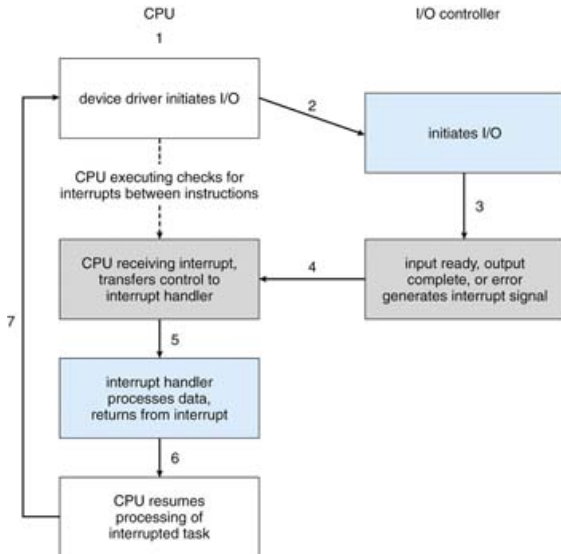 CPU
I/O controller
1
device driver initiates I/O
2
initiates I/O
CPU executing checks for
interrupts between instructions
3
CPU receiving interrupt,
transfers control to
interrupt handler
4
input ready, output
complete, or error
generates interrupt signal
7
5
interrupt handler
processes data,
returns from interrupt
6
CPU resumes
processing of
interrupted task